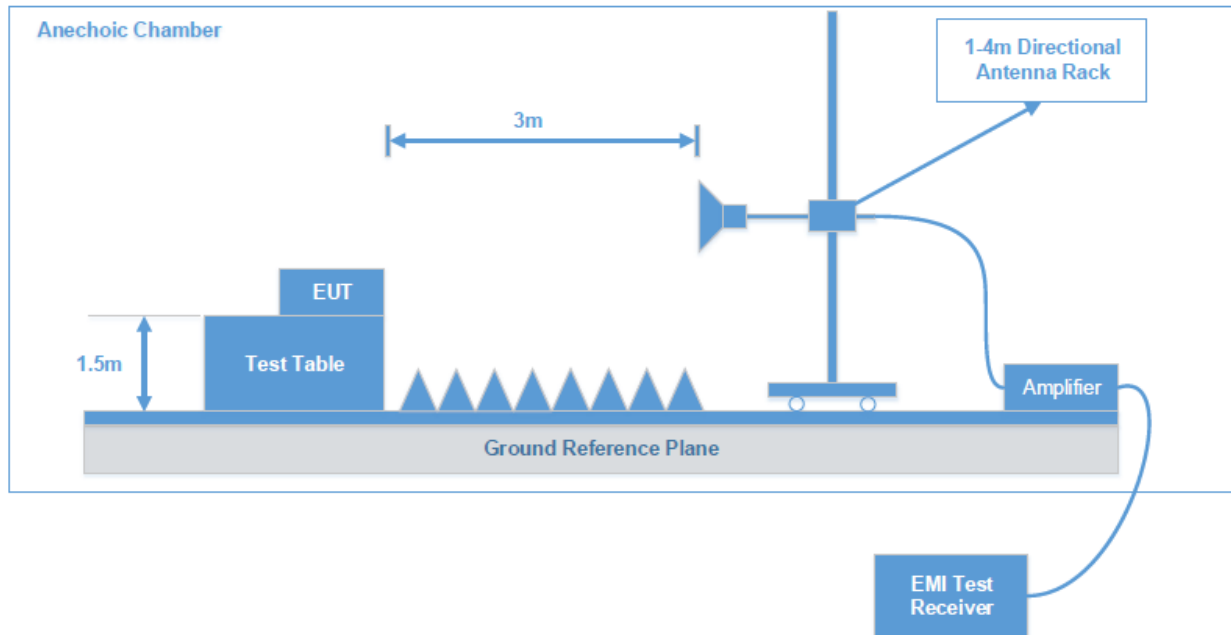 Anechoic Chamber
1-4m Directional
Antenna Rack
3m
EUT
1.5m
Test Table
Amplifier
Ground Reference Plane
EMI Test
Receiver